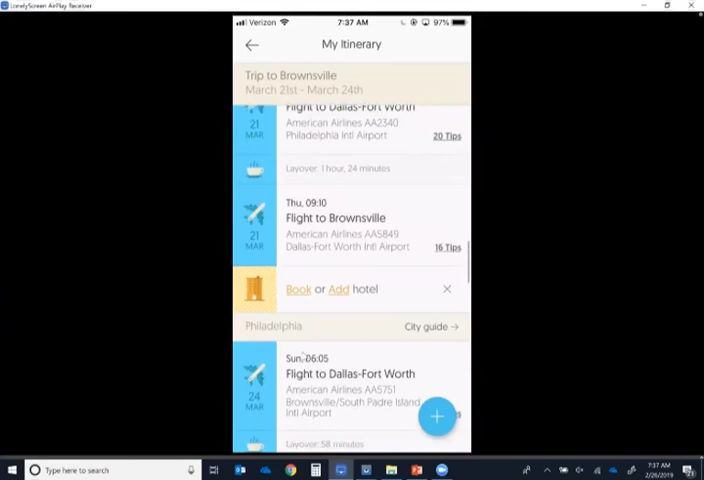 LonelyScreen AirPlay Receiver
Verizon 7:37 AM 97%
My Itinerary
Trip to Brownsville
March 21st - March 24th
Flight to Dallas-Fort Worth
21 American Airlines AA2340
MAR Philadelphia Intl Airport 20 Tips
Layover: 1 hour, 24 minutes
Thu, 09:10
Flight to Brownsville
21 American Airlines AA5849
MAR Dallas-Fort Worth Intl Airport 16 Tips
Book or Add hotel
Philadelphia City guide →
Sun, 06:05
Flight to Dallas-Fort Worth
American Airlines AA5751
24 Brownsville/South Padre Island
MAR Intl Airport
Layover: 58 minutes
Type here to search
7:37 AM
2/26/2019